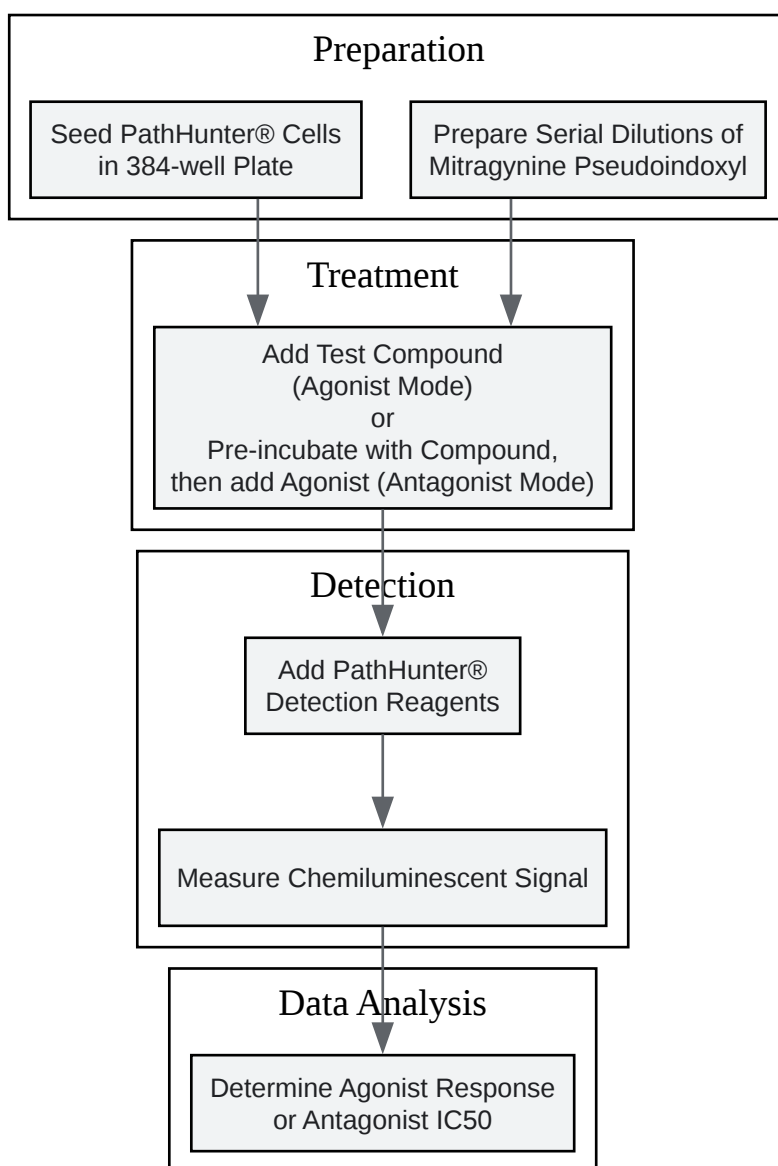 Preparation
Seed PathHunter® Cells
in 384-well Plate
Prepare Serial Dilutions of
Mitragynine Pseudoindoxyl
Treatment
Add Test Compound
(Agonist Mode)
or
Pre-incubate with Compound,
then add Agonist (Antagonist Mode)
Detection
Add PathHunter®
Detection Reagents
Measure Chemiluminescent Signal
Data Analysis
Determine Agonist Response
or Antagonist IC50